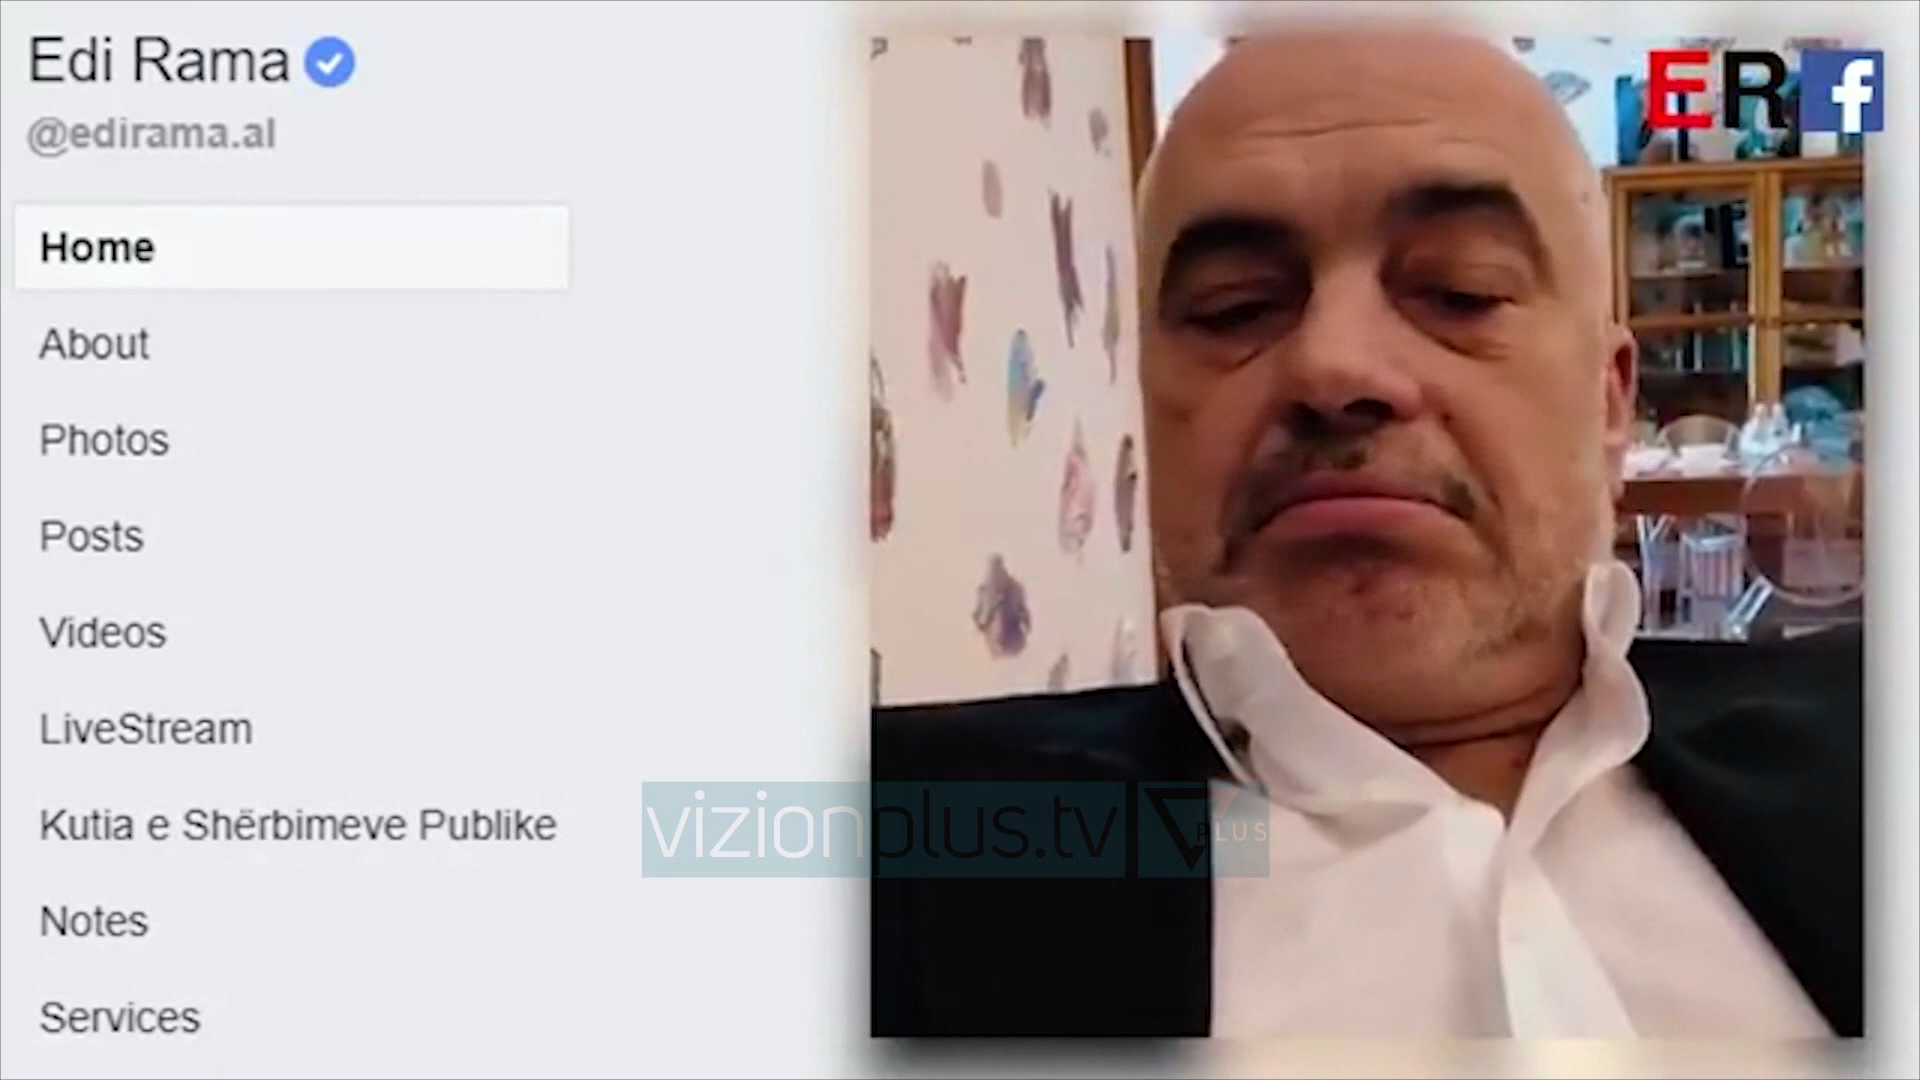 Edi Rama
@edirama.al
ER f
Home
About
Photos
Posts
Videos
LiveStream
Kutia e Shërbimeve Publike
vizionplus.tv
PLUS
Notes
Services